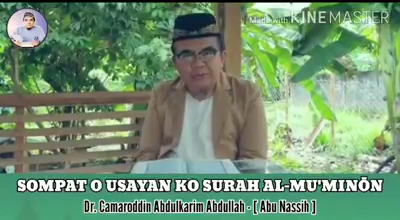 Made with KINEMASTER
SOMPAT O USAYAN KO SURAH AL-MU'MINŌN
Dr. Camaroddin Abdulkarim Abdullah - [ Abu Nassih ]